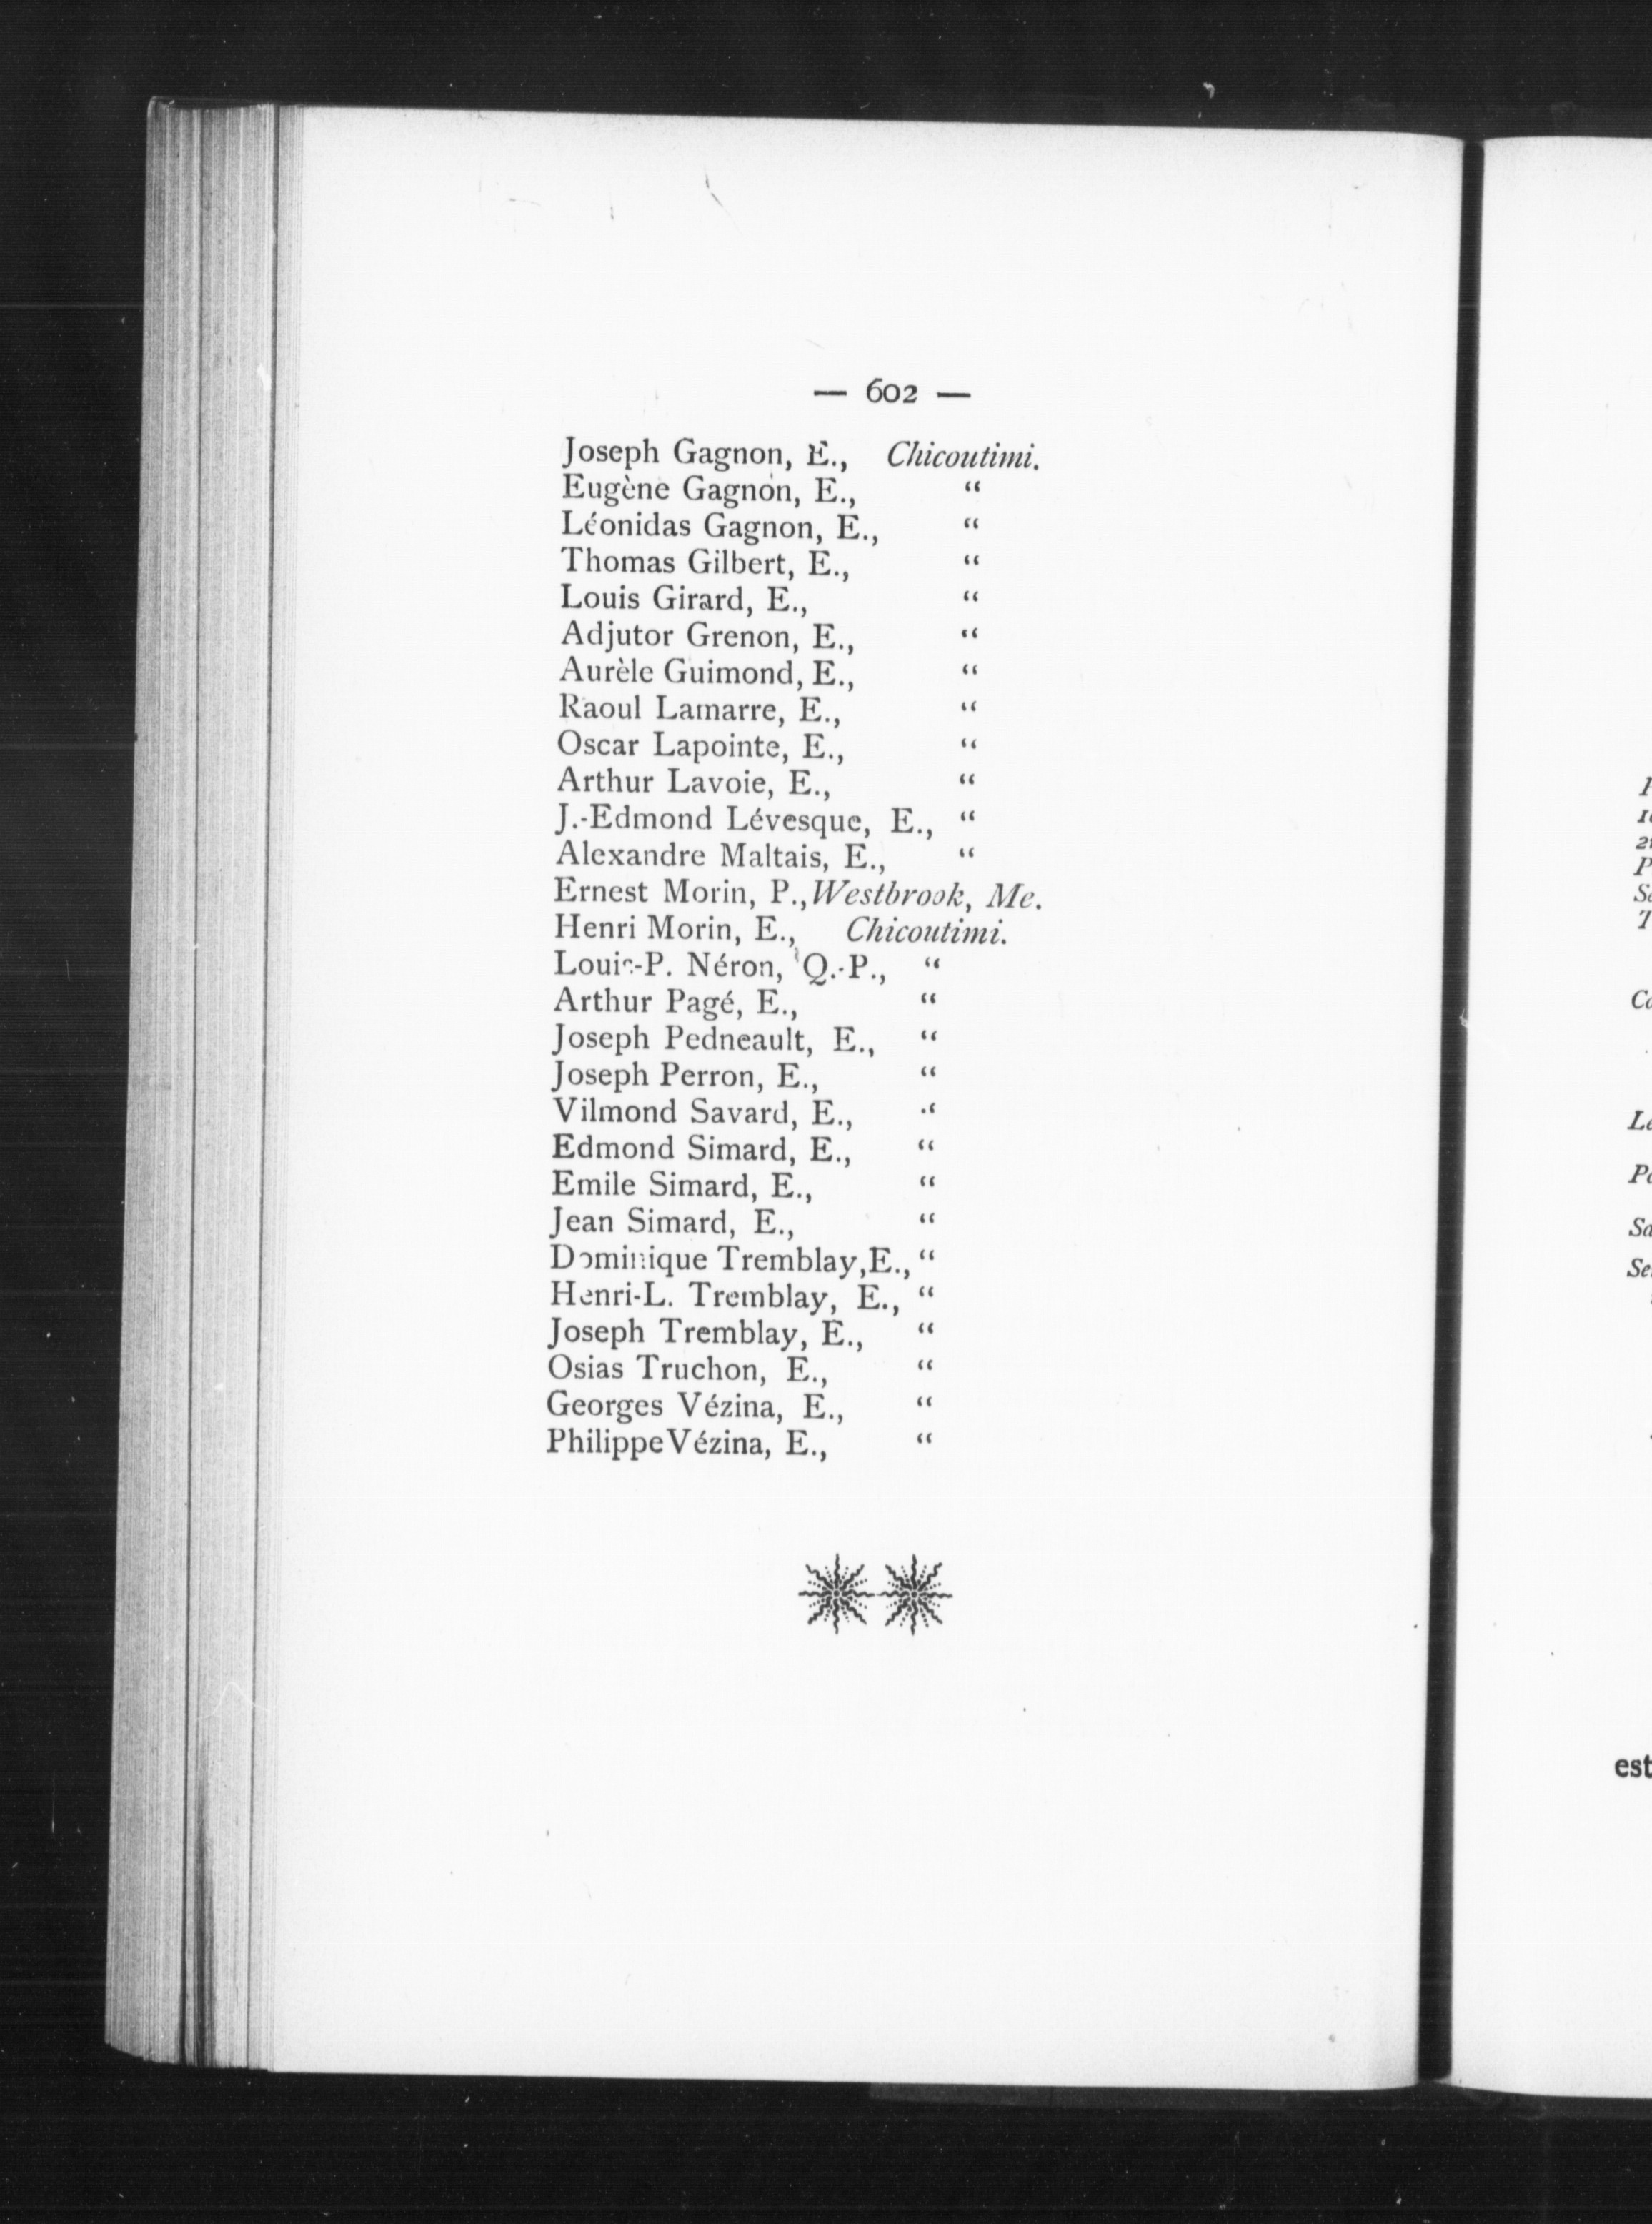 — 602 —
Joseph Gagnon, E., Chicoutimi.
Eugène Gagnon, E., “
Léonidas Gagnon, E., “
Thomas Gilbert, E., “
Louis Girard, E., “
Adjutor Grenon, E., “
Aurèle Guimond, E., “
Raoul Lamarre, E., “
Oscar Lapointe, E., “
Arthur Lavoie, E., “
J.-Edmond Lévesque, E., “
Alexandre Maltais, E., “
Ernest Morin, P., Westbrook, Me.
Henri Morin, E., Chicoutimi.
Louis-P. Néron, Q.-P., “
Arthur Pagé, E., “
Joseph Pedneault, E., “
Joseph Perron, E., “
Vilmond Savard, E., “
Edmond Simard, E., “
Emile Simard, E., “
Jean Simard, E., “
Dominique Tremblay, E., “
Henri-L. Tremblay, E., “
Joseph Tremblay, E., “
Osias Truchon, E., “
Georges Vézina, E., “
Philippe Vézina, E., “
est